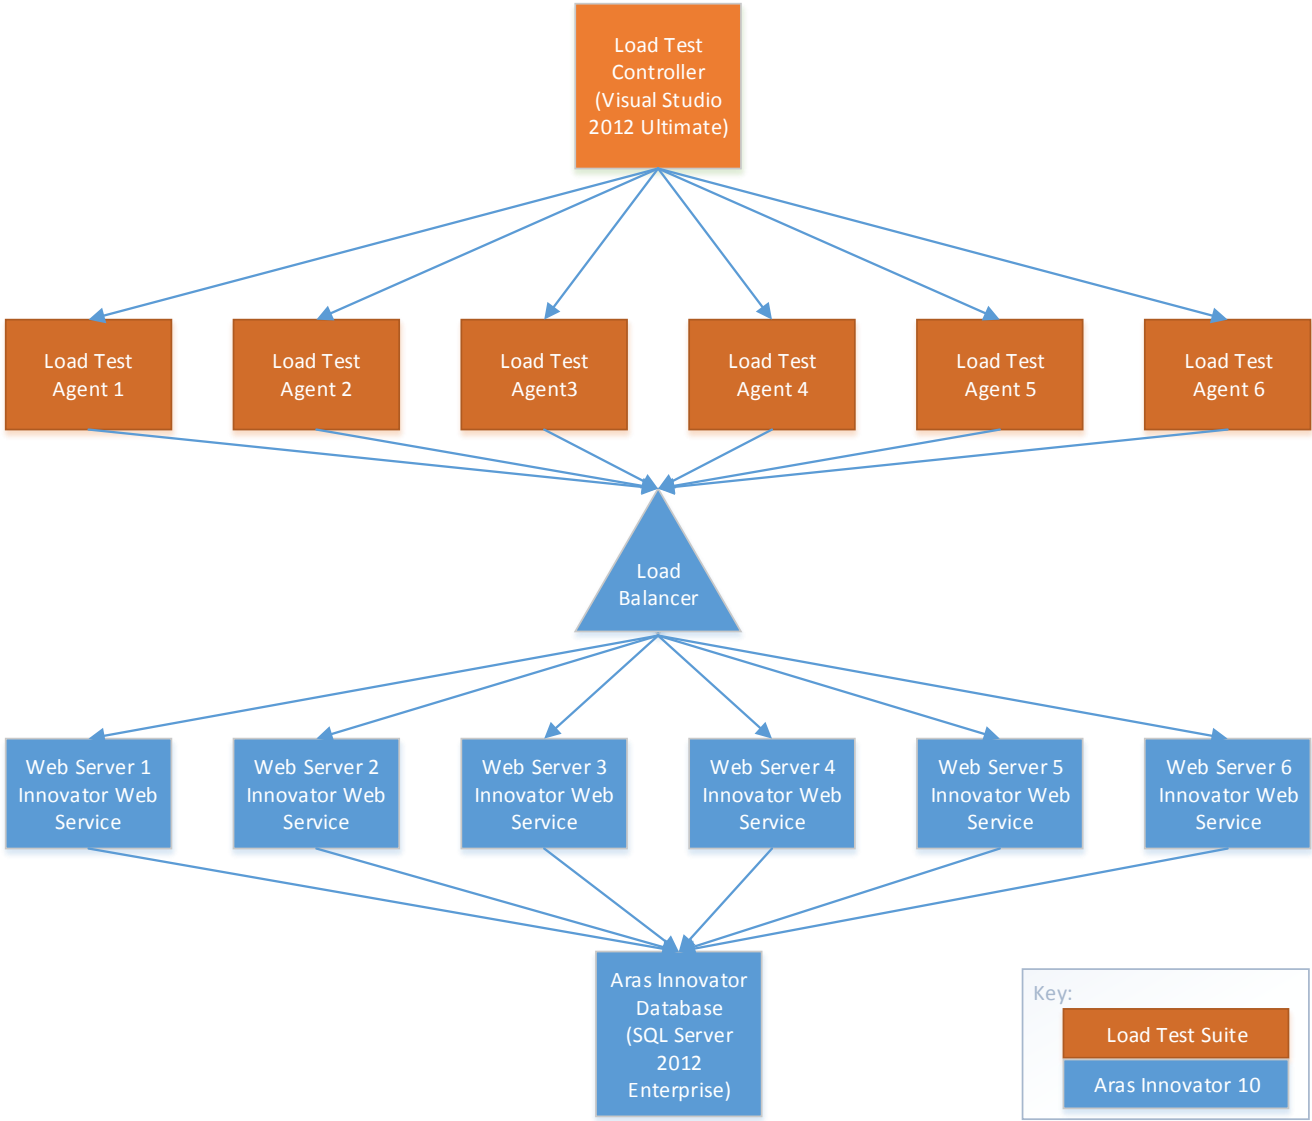 Load Test
Controller
(Visual Studio
2012 Ultimate)
Load Test
Agent 1
Load Test
Agent 2
Load Test
Agent3
Load Test
Agent 4
Load Test
Agent 5
Load Test
Agent 6
Load
Balancer
Web Server 1
Innovator Web
Service
Web Server 2
Innovator Web
Service
Web Server 3
Innovator Web
Service
Web Server 4
Innovator Web
Service
Web Server 5
Innovator Web
Service
Web Server 6
Innovator Web
Service
Aras Innovator
Database
(SQL Server
2012
Enterprise)
Key:
Load Test Suite
Aras Innovator 10